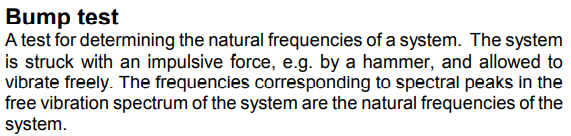 Bump test
A test for determining the natural frequencies of a system.  The system
is struck with an impulsive force, e.g. by a hammer, and allowed to
vibrate freely. The frequencies corresponding to spectral peaks in the
free vibration spectrum of the system are the natural frequencies of the
system.